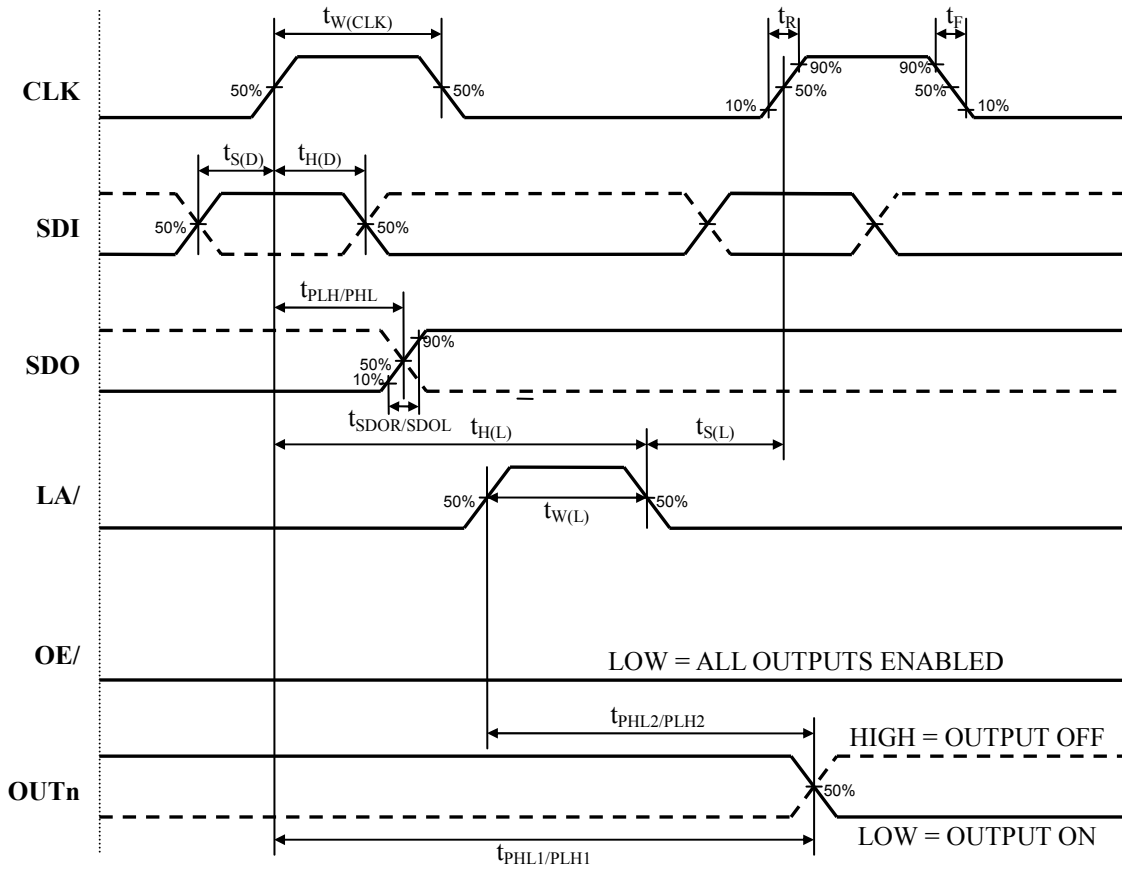 tW(CLK)
tR
tF
CLK
50%
50%
90%
50%
10%
90%
50%
10%
tS(D)
tH(D)
SDI
50%
50%
tPLH/PHL
SDO
90%
50%
10%
tSDOR/SDOL
tH(L)
tS(L)
LA/
50%
50%
tW(L)
OE/
LOW = ALL OUTPUTS ENABLED
tPHL2/PLH2
HIGH = OUTPUT OFF
OUTn
50%
LOW = OUTPUT ON
tPHL1/PLH1